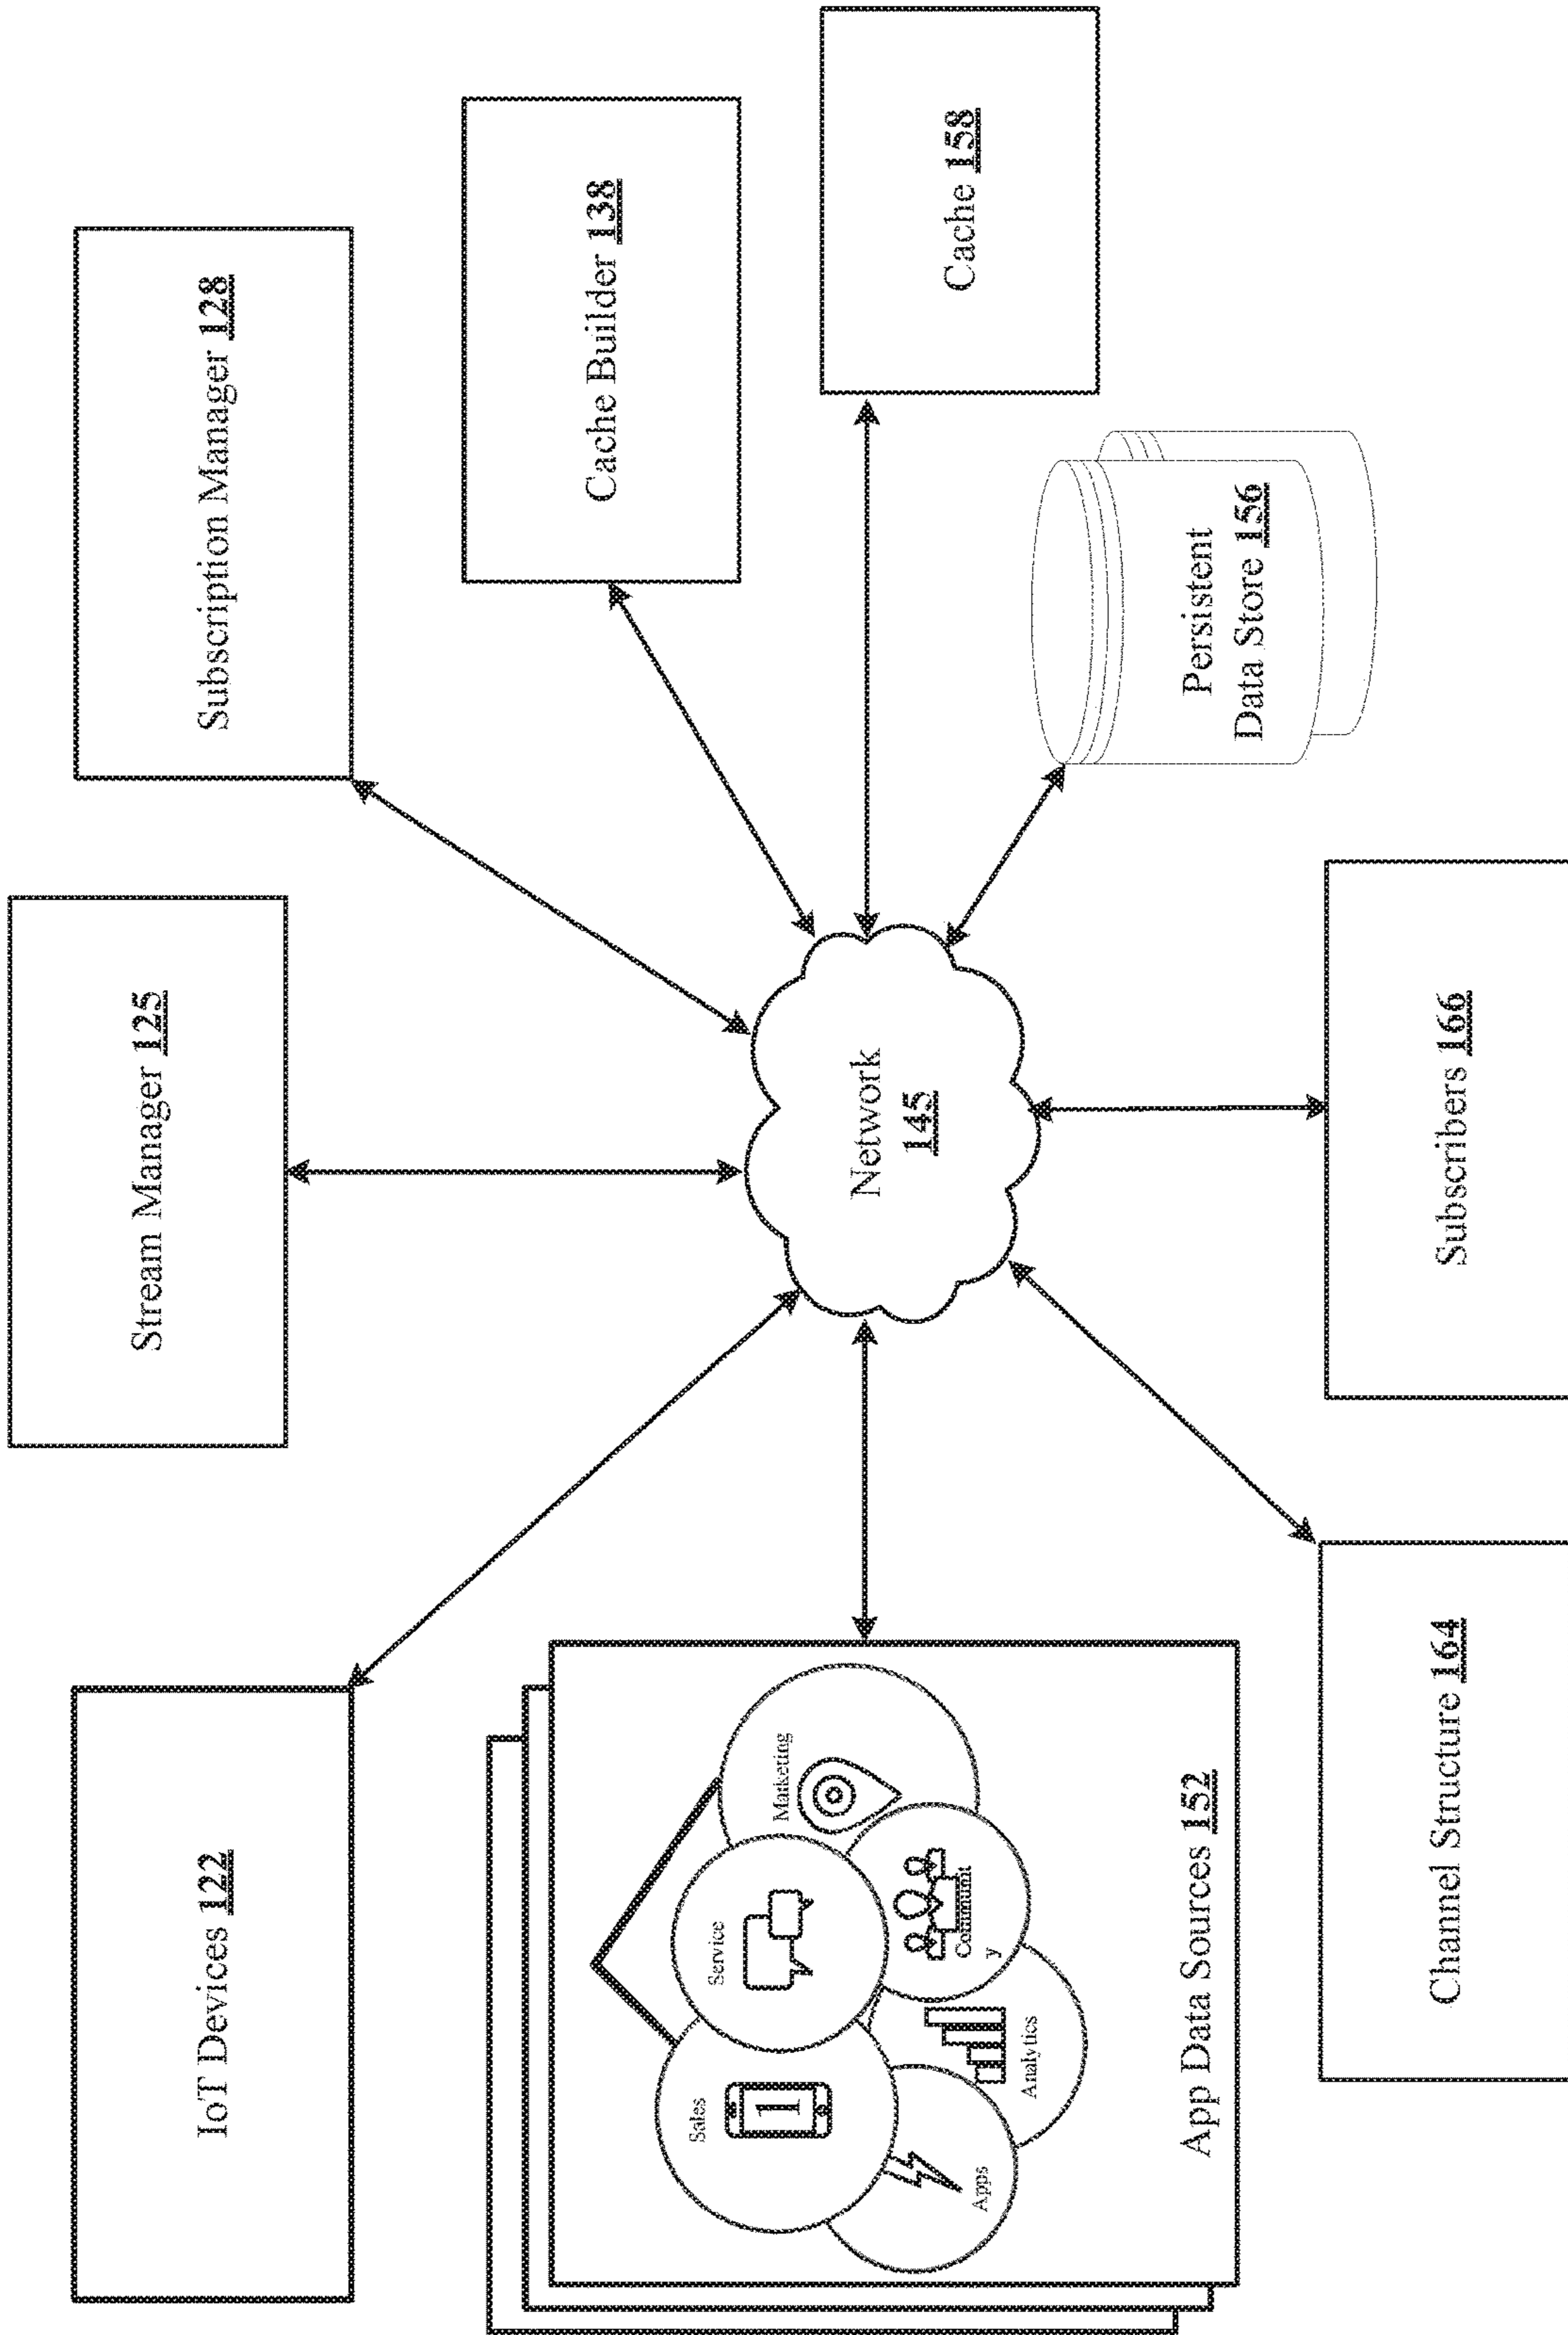 IoT Devices 122
Stream Manager 125
Subscription Manager 128
Cache Builder 138
Cache 158
Persistent
Data Store 156
Network
145
Marketing
Service
Sales
Communit
y
Analytics
Apps
1
App Data Sources 152
Channel Structure 164
Subscribers 166